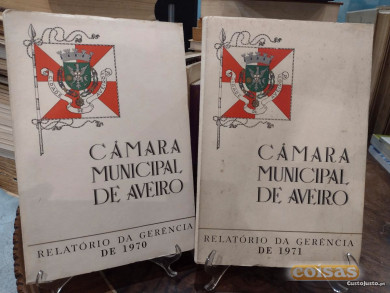 CÂMARA
MUNICIPAL
DE AVEIRO
RELATÓRIO DA GERÊNCIA
DE 1970
CÂMARA
MUNICIPAL
DE AVEIRO
RELATÓRIO DA GERÊNCIA
DE 1971
coisas
CustoJusto.pt